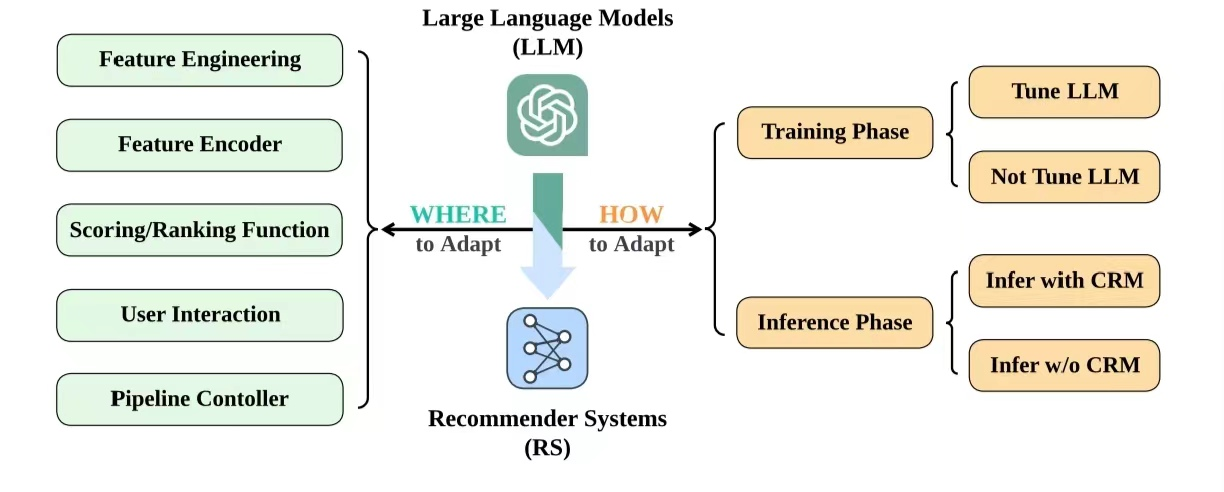 Large Language Models
(LLM)
Feature Engineering
Feature Encoder
Scoring/Ranking Function
User Interaction
Pipeline Contoller
WHERE
to Adapt
HOW
to Adapt
Training Phase
Tune LLM
Not Tune LLM
Inference Phase
Infer with CRM
Infer w/o CRM
Recommender Systems
(RS)